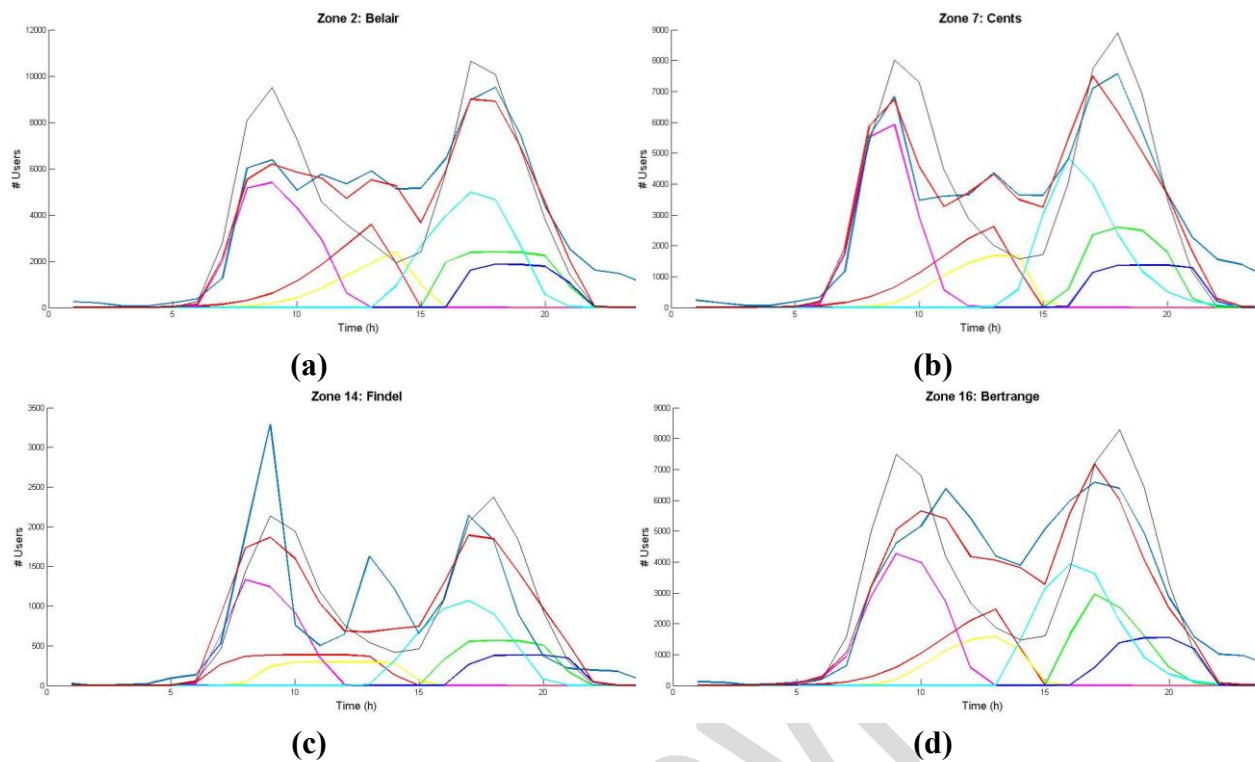 Zone 2: Belair
12000
10000
8000
6000
4000
2000
0
# Users
0 5 10 15 20
Time (h)
(a)
Zone 7: Cents
9000
8000
7000
6000
5000
4000
3000
2000
1000
0
# Users
0 5 10 15 20
Time (h)
(b)
Zone 14: Findel
3500
3000
2500
2000
1500
1000
500
0
# Users
0 5 10 15 20
Time (h)
(c)
Zone 16: Bertrange
9000
8000
7000
6000
5000
4000
3000
2000
1000
0
# Users
0 5 10 15 20
Time (h)
(d)